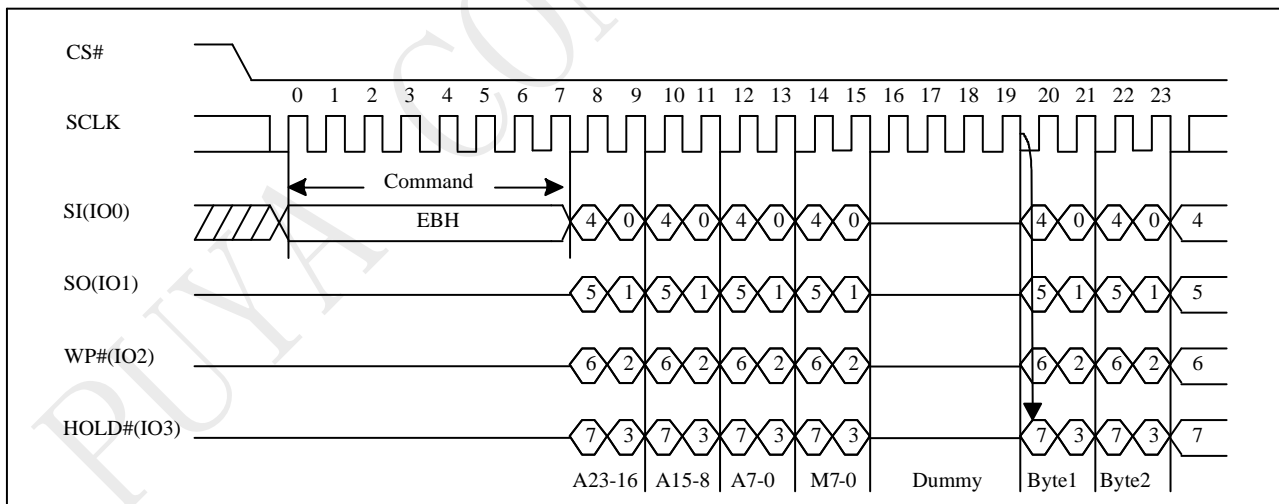 PUYA CON
CS#
0 1 2 3 4 5 6 7 8 9 10 11 12 13 14 15 16 17 18 19 20 21 22 23
SCLK
Command
SI(IO0) EBH 4 0 4 0 4 0 4 0 4 0 4 0 4
SO(IO1) 5 1 5 1 5 1 5 1 5 1 5 1 5
WP#(IO2) 6 2 6 2 6 2 6 2 6 2 6 2 6
HOLD#(IO3) 7 3 7 3 7 3 7 3 7 3 7 3 7
A23-16 A15-8 A7-0 M7-0 Dummy Byte1 Byte2